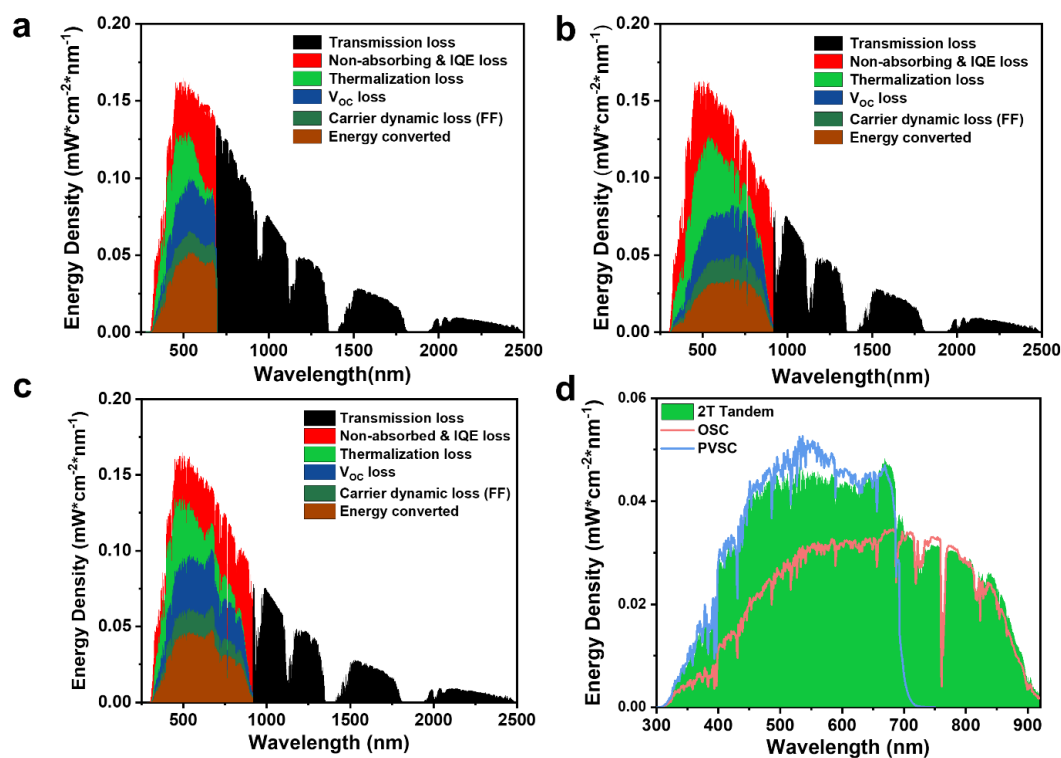 a
Energy Density (mW*cm-2*nm-1)
0.20
0.15
0.10
0.05
0.00
Transmission loss
Non-absorbing & IQE loss
Thermalization loss
VOC loss
Carrier dynamic loss (FF)
Energy converted
500 1000 1500 2000 2500
Wavelength(nm)
b
Energy Density (mW*cm-2*nm-1)
0.20
0.15
0.10
0.05
0.00
Transmission loss
Non-absorbing & IQE loss
Thermalization loss
VOC loss
Carrier dynamic loss (FF)
Energy converted
500 1000 1500 2000 2500
Wavelength(nm)
c
Energy Density (mW*cm-2*nm-1)
0.20
0.15
0.10
0.05
0.00
Transmission loss
Non-absorbed & IQE loss
Thermalization loss
VOC loss
Carrier dynamic loss (FF)
Energy converted
500 1000 1500 2000 2500
Wavelength (nm)
d
Energy Density (mW*cm-2*nm-1)
0.06
0.04
0.02
0.00
2T Tandem
OSC
PVSC
300 400 500 600 700 800 900
Wavelength (nm)